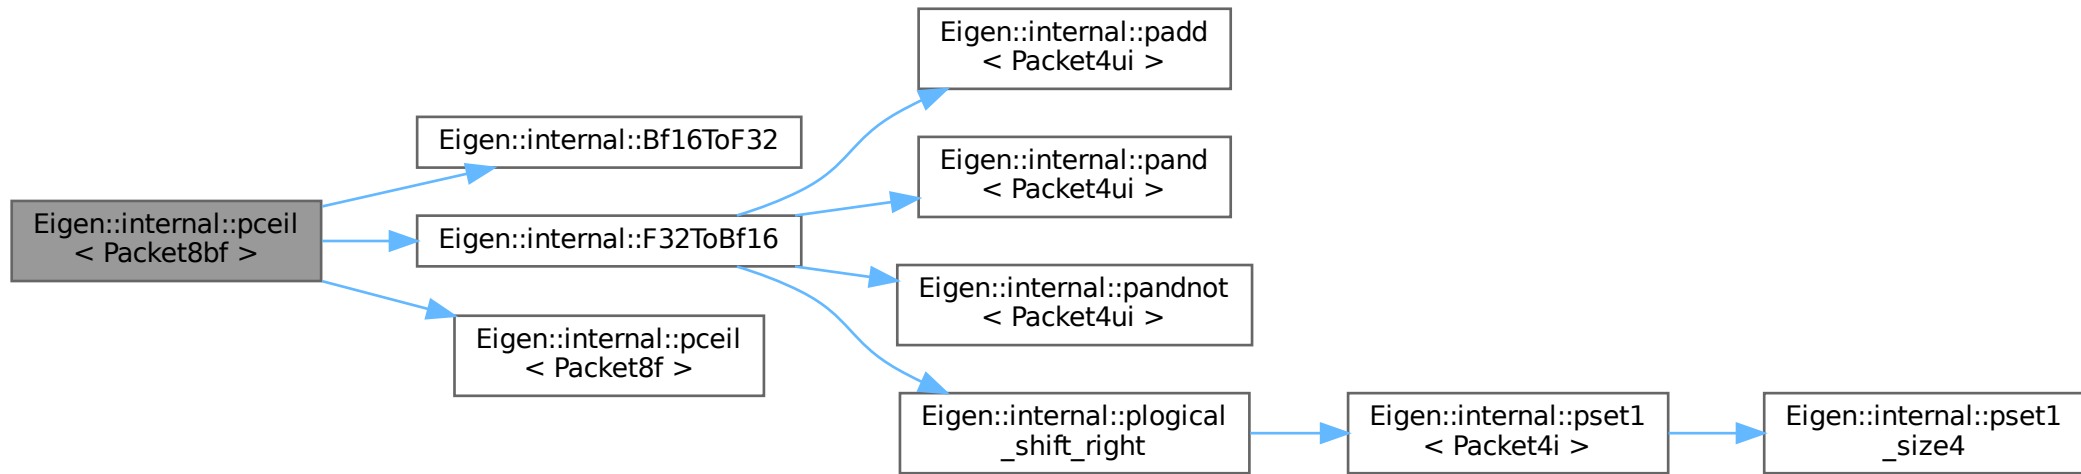 Eigen::internal::pceil
< Packet8bf >
Eigen::internal::Bf16ToF32
Eigen::internal::F32ToBf16
Eigen::internal::padd
< Packet4ui >
Eigen::internal::pand
< Packet4ui >
Eigen::internal::pandnot
< Packet4ui >
Eigen::internal::plogical
_shift_right
Eigen::internal::pset1
< Packet4i >
Eigen::internal::pset1
_size4
Eigen::internal::pceil
< Packet8f >